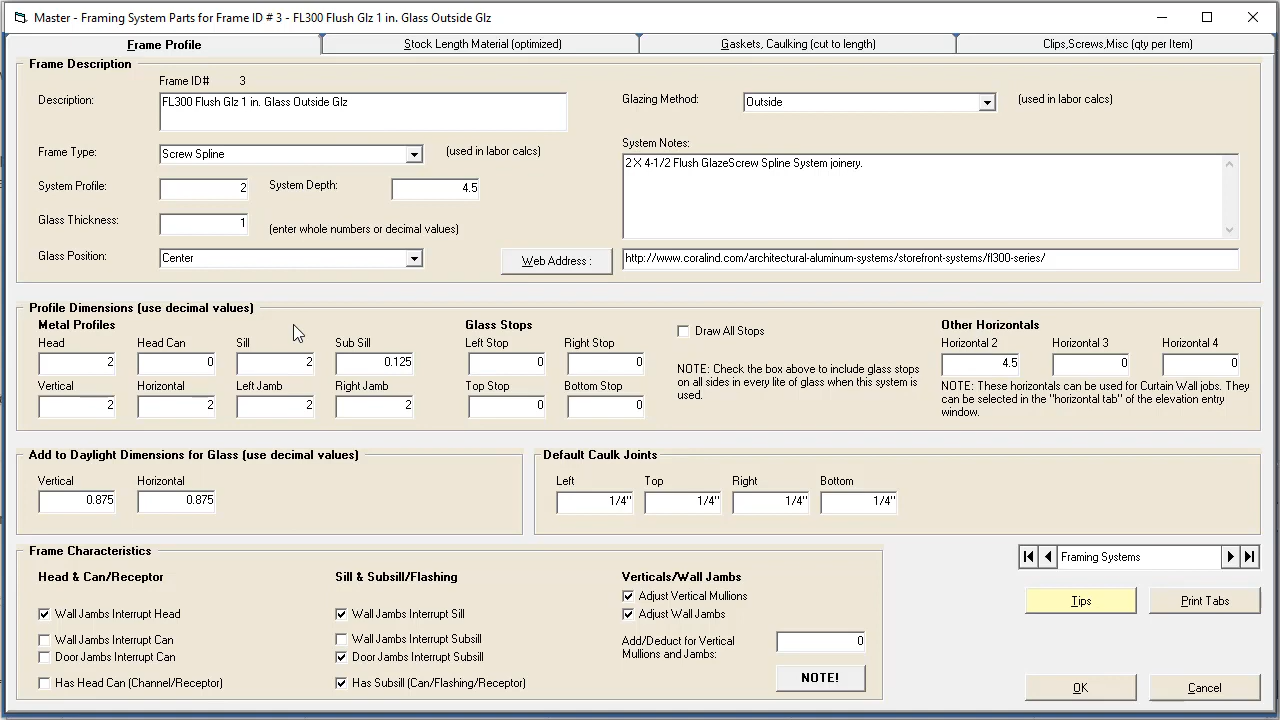 Master - Framing System Parts for Frame ID # 3 - FL300 Flush Glz 1 in. Glass Outside Glz
Frame Profile
Stock Length Material (optimized)
Gaskets, Caulking (cut to length)
Clips,Screws,Misc (qty per Item)
Frame Description
Frame ID# 3
Description: FL300 Flush Glz 1 in. Glass Outside Glz
Glazing Method: Outside (used in labor calcs)
Frame Type: Screw Spline (used in labor calcs)
System Notes:
2 X 4-1/2 Flush GlazeScrew Spline System joinery.
System Profile: 2 System Depth: 4.5
Glass Thickness: 1 (enter whole numbers or decimal values)
Glass Position: Center
Web Address : http://www.coralind.com/architectural-aluminum-systems/storefront-systems/fl300-series/
Profile Dimensions (use decimal values)
Metal Profiles
Head Head Can Sill Sub Sill
2 0 2 0.125
Vertical Horizontal Left Jamb Right Jamb
2 2 2 2
Glass Stops
Left Stop Right Stop
0 0
Top Stop Bottom Stop
0 0
Draw All Stops
NOTE: Check the box above to include glass stops
on all sides in every lite of glass when this system is
used.
Other Horizontals
Horizontal 2 Horizontal 3 Horizontal 4
4.5 0 0
NOTE: These horizontals can be used for Curtain Wall jobs. They
can be selected in the "horizontal tab" of the elevation entry
window.
Add to Daylight Dimensions for Glass (use decimal values)
Vertical Horizontal
0.875 0.875
Default Caulk Joints
Left Top Right Bottom
1/4" 1/4" 1/4" 1/4"
Frame Characteristics
Head & Can/Receptor
Wall Jambs Interrupt Head
Wall Jambs Interrupt Can
Door Jambs Interrupt Can
Has Head Can (Channel/Receptor)
Sill & Subsill/Flashing
Wall Jambs Interrupt Sill
Wall Jambs Interrupt Subsill
Door Jambs Interrupt Subsill
Has Subsill (Can/Flashing/Receptor)
Verticals/Wall Jambs
Adjust Vertical Mullions
Adjust Wall Jambs
Add/Deduct for Vertical
Mullions and Jambs: 0
NOTE!
Framing Systems
Tips
Print Tabs
OK
Cancel